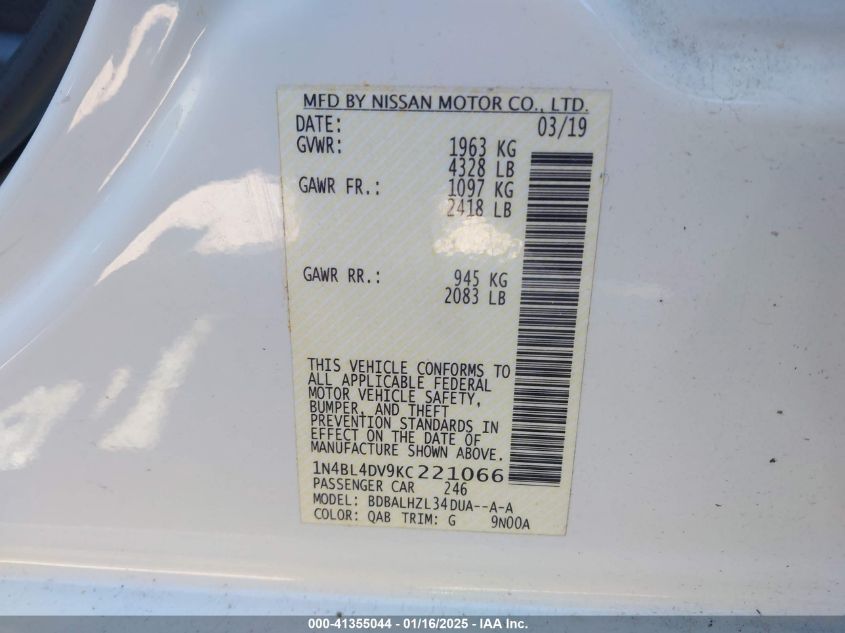 MFD BY NISSAN MOTOR CO., LTD.
DATE: 03/19
GVWR: 1963 KG
4328 LB
GAWR FR.: 1097 KG
2418 LB
GAWR RR.: 945 KG
2083 LB
THIS VEHICLE CONFORMS TO
ALL APPLICABLE FEDERAL
MOTOR VEHICLE SAFETY,
BUMPER, AND THEFT
PREVENTION STANDARDS IN
EFFECT ON THE DATE OF
MANUFACTURE SHOWN ABOVE.
1N4BL4DV9KC221066
PASSENGER CAR 246
MODEL: BDBALHZL34DUA--A-A
COLOR: QAB TRIM: G 9N00A
000-41355044 - 01/16/2025 - IAA Inc.